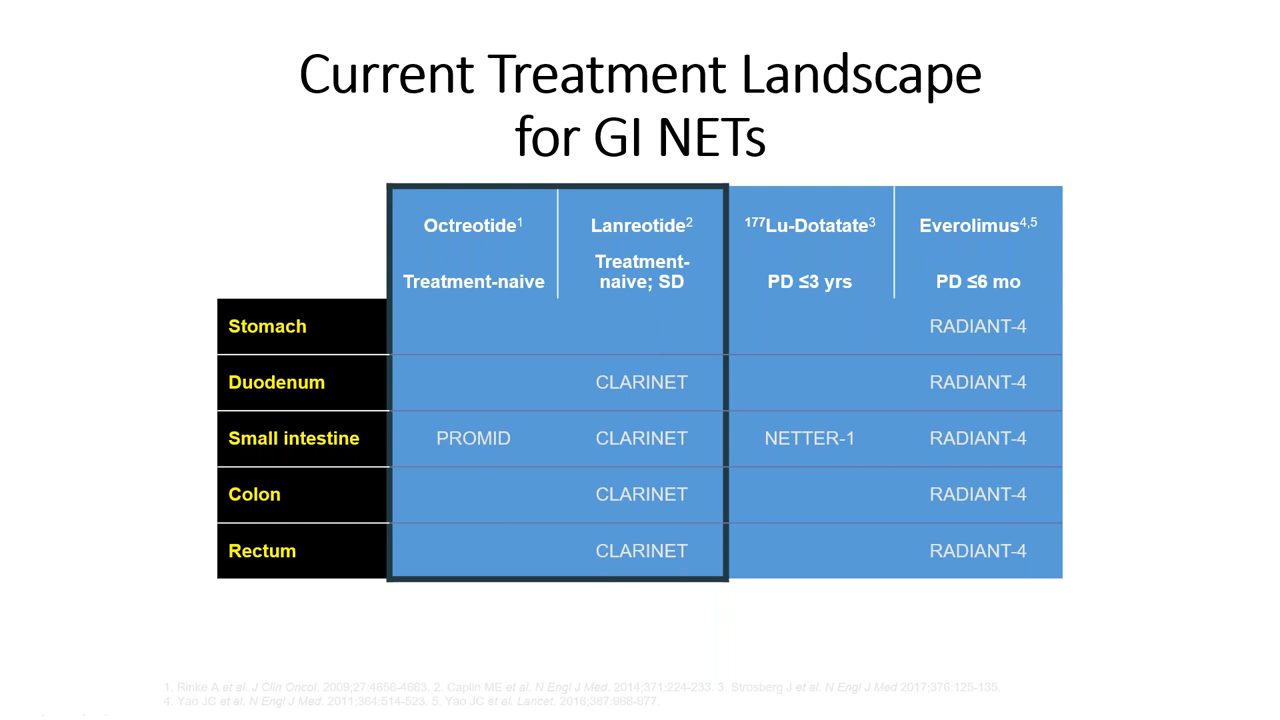 Current Treatment Landscape
for GI NETs
Octreotide1 Lanreotide2 177Lu-Dotatate3 Everolimus4,5
Treatment-naive Treatment-naive; SD PD ≤3 yrs PD ≤6 mo
Stomach RADIANT-4
Duodenum CLARINET RADIANT-4
Small intestine PROMID CLARINET NETTER-1 RADIANT-4
Colon CLARINET RADIANT-4
Rectum CLARINET RADIANT-4
1. Rinke A et al. J Clin Oncol. 2009;27:4656-4663. 2. Caplin ME et al. N Engl J Med. 2014;371:224-233. 3. Strosberg J et al. N Engl J Med 2017;376:125-135.
4. Yao JC et al. N Engl J Med. 2011;364:514-523. 5. Yao JC et al. Lancet. 2016;387:968-977.